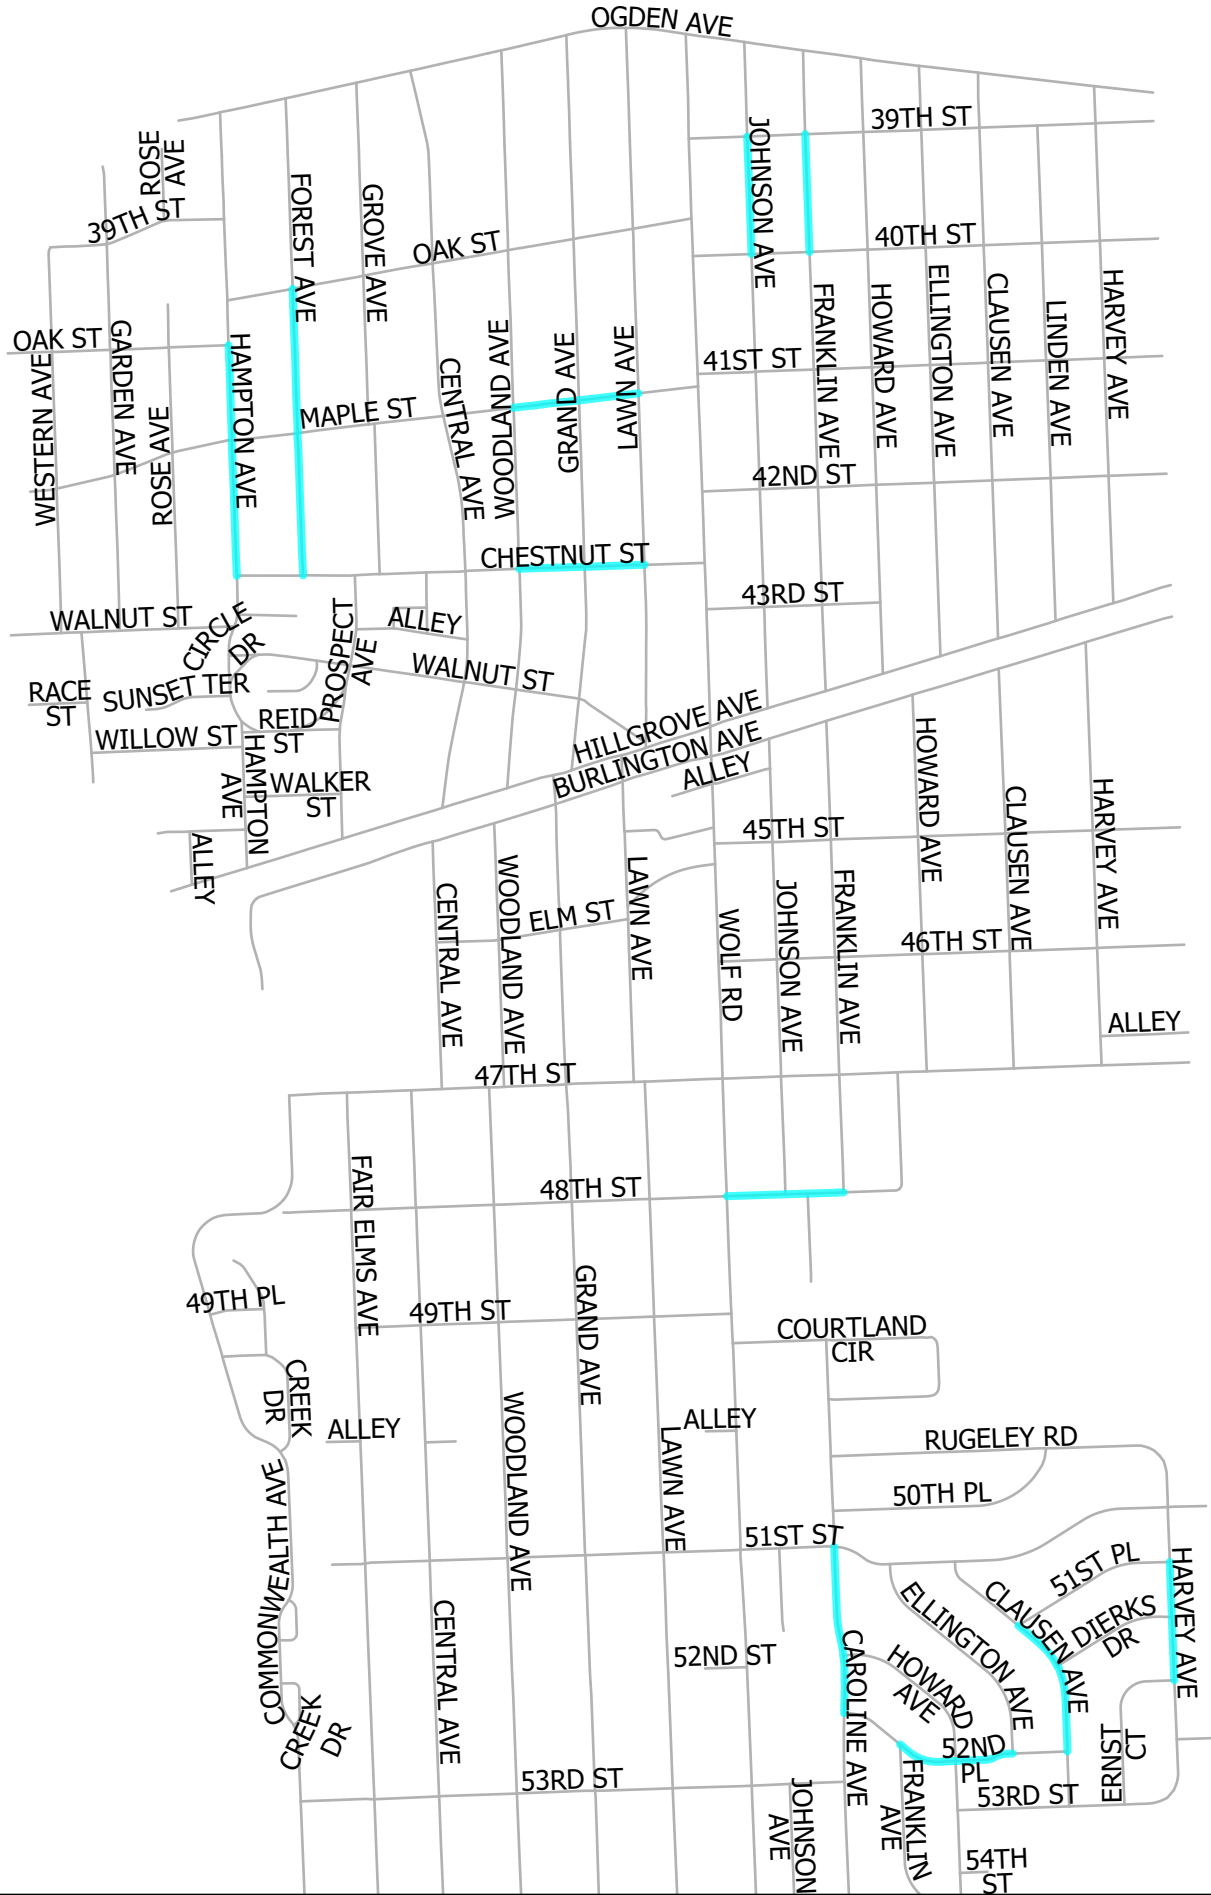 OGDEN AVE
39TH ST
ROSE
AVE
JOHNSON AVE
39TH ST
FOREST AVE
GROVE AVE
OAK ST
40TH ST
FRANKLIN AVE
HOWARD AVE
ELLINGTON AVE
CLAUSEN AVE
LINDEN AVE
HARVEY AVE
OAK ST
WESTERN AVE
GARDEN AVE
ROSE AVE
HAMPTON AVE
MAPLE ST
CENTRAL AVE
WOODLAND AVE
GRAND AVE
LAWN AVE
41ST ST
42ND ST
CHESTNUT ST
43RD ST
WALNUT ST
CIRCLE
DR
PROSPECT
AVE
ALLEY
WALNUT ST
RACE
ST
SUNSET TER
REID
ST
WILLOW ST
HAMPTON
AVE
WALKER
ST
ALLEY
HILLGROVE AVE
BURLINGTON AVE
ALLEY
HOWARD AVE
CLAUSEN AVE
HARVEY AVE
45TH ST
CENTRAL AVE
WOODLAND AVE
ELM ST
LAWN AVE
WOLF RD
JOHNSON AVE
FRANKLIN AVE
46TH ST
ALLEY
47TH ST
FAIR ELMS AVE
48TH ST
49TH PL
49TH ST
GRAND AVE
COURTLAND
CIR
CREEK
DR
ALLEY
WOODLAND AVE
ALLEY
LAWN AVE
RUGELEY RD
50TH PL
COMMONWEALTH AVE
51ST ST
51ST PL
HARVEY AVE
ELLINGTON AVE
CLAUSEN AVE
DIERKS
DR
CENTRAL AVE
52ND ST
CAROLINE AVE
HOWARD
AVE
CREEK
DR
52ND
PL
ERNST
CT
53RD ST
JOHNSON
AVE
FRANKLIN
AVE
53RD ST
54TH
ST